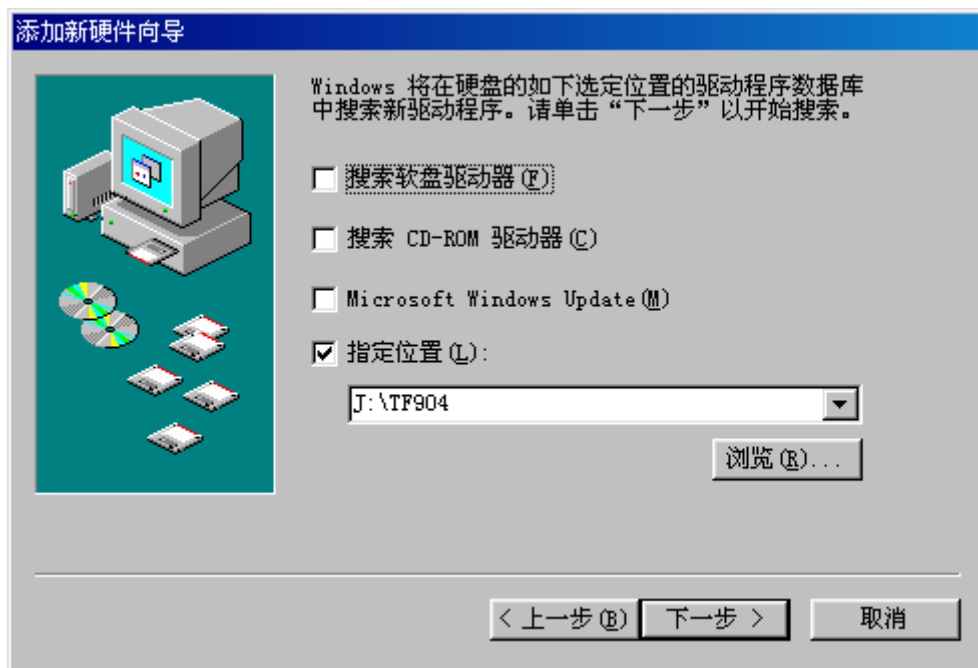 添加新硬件向导
Windows 将在硬盘的如下选定位置的驱动程序数据库
中搜索新驱动程序。请单击“下一步”以开始搜索。
搜索软盘驱动器(F)
搜索 CD-ROM 驱动器(C)
Microsoft Windows Update(M)
指定位置(L):
J:\TF904
浏览(R)...
< 上一步(B)
下一步 >
取消